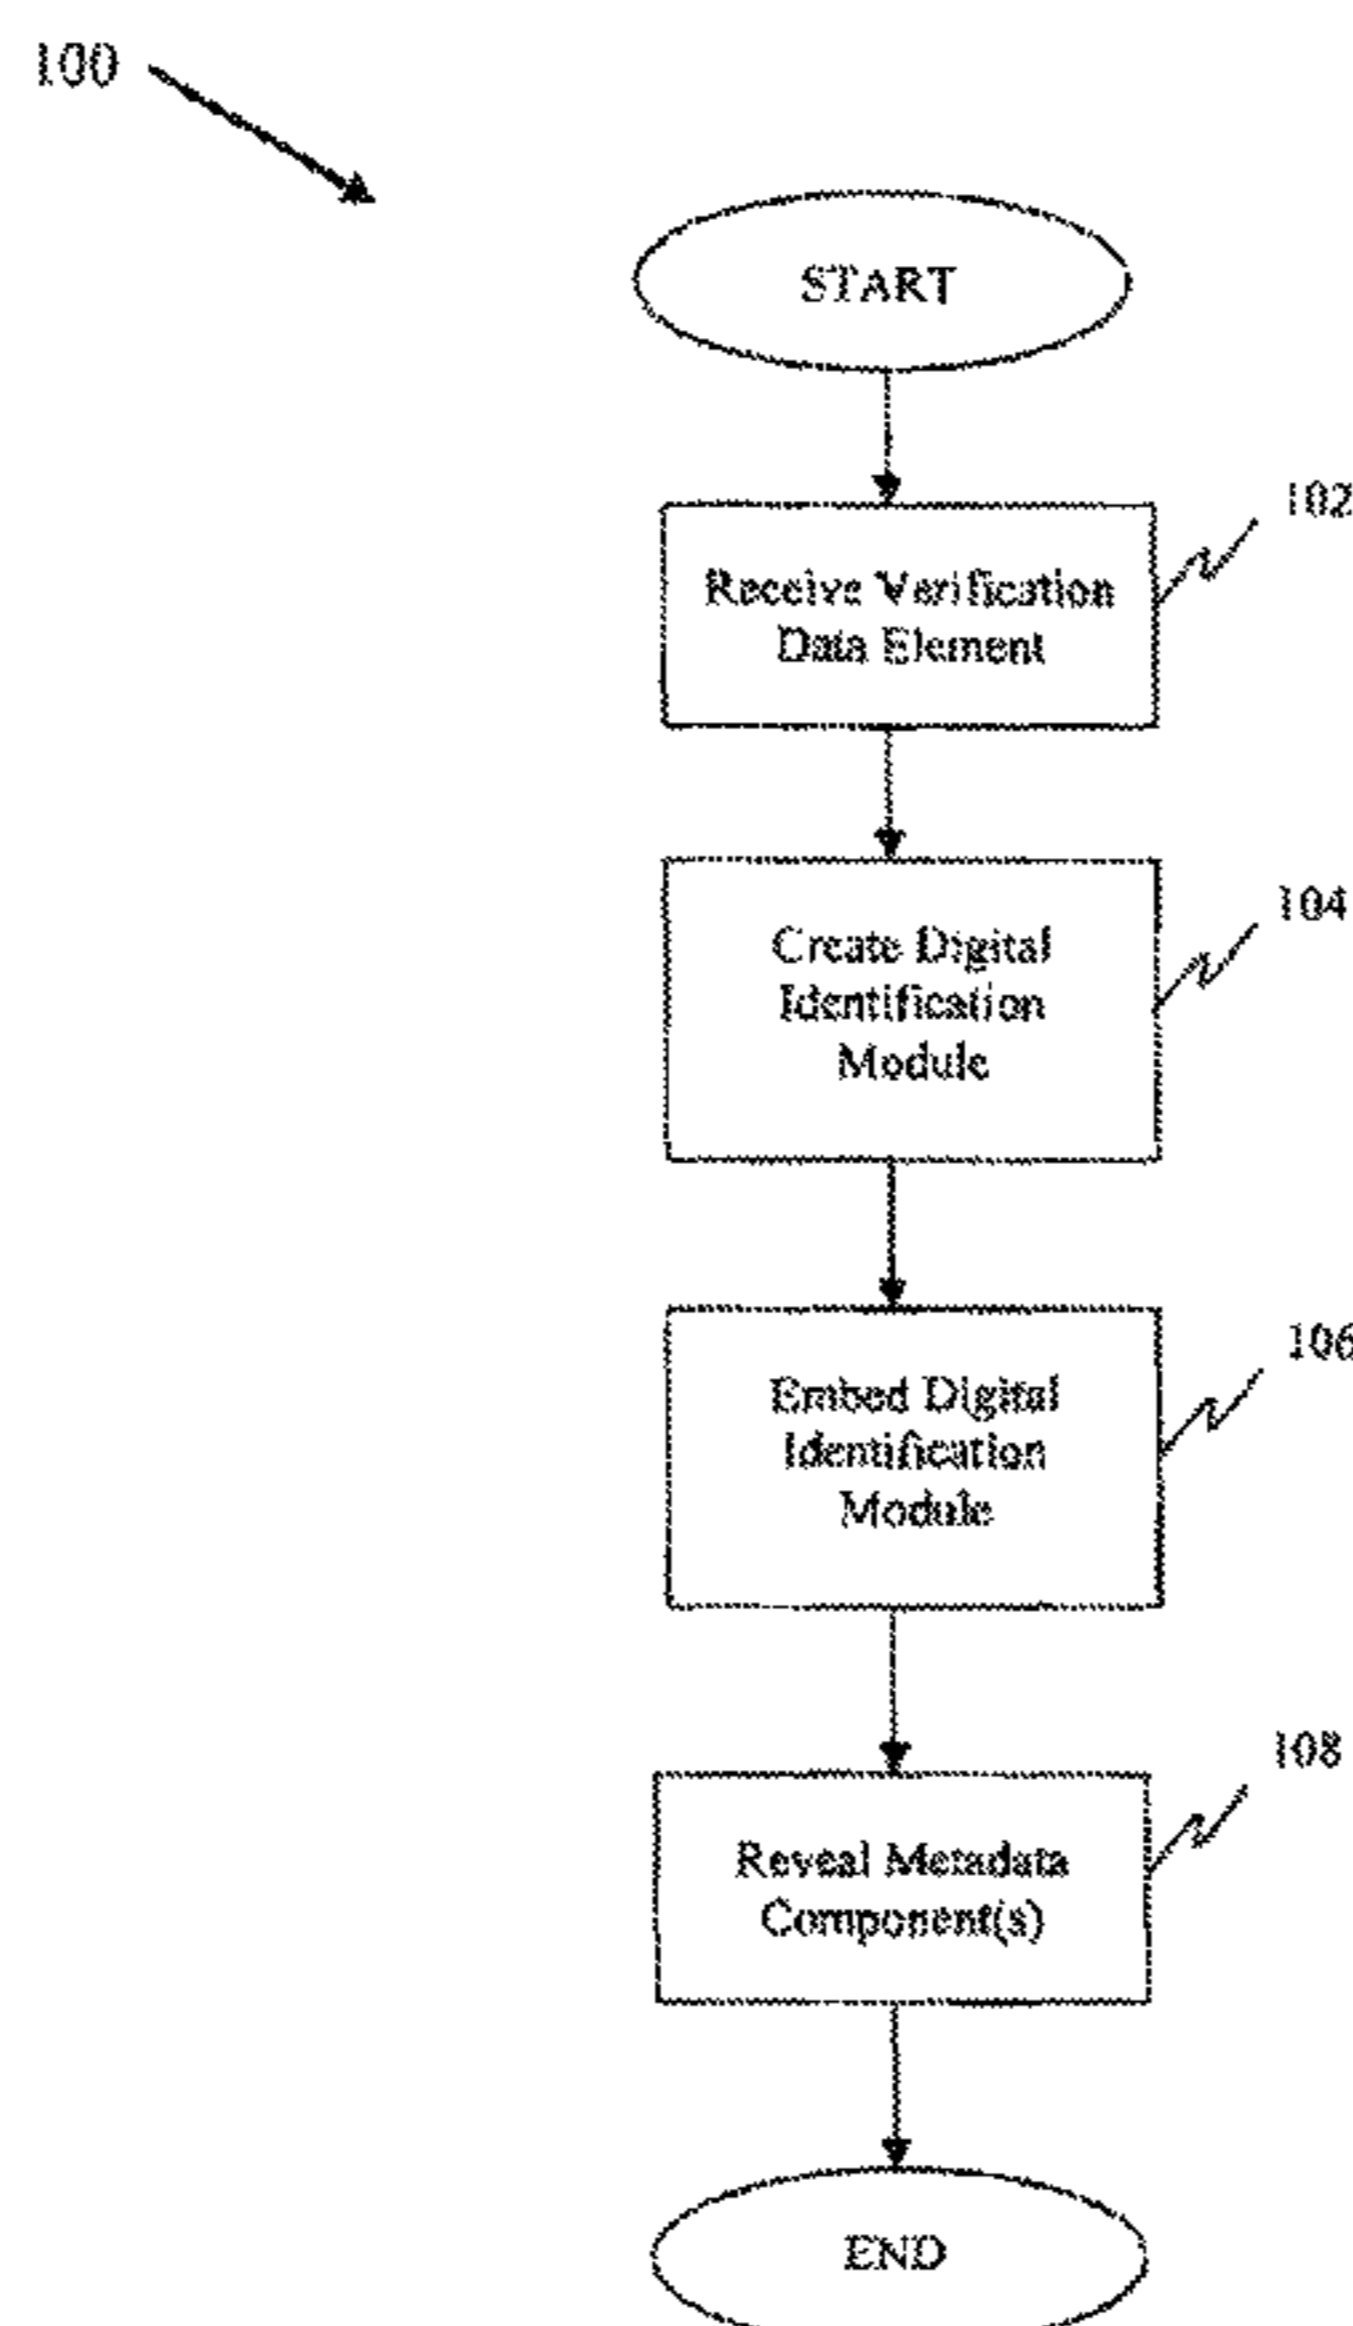 100
START
102
Receive Verification
Data Element
104
Create Digital
Identification
Module
106
Embed Digital
Identification
Module
108
Reveal Metadata
Component(s)
END